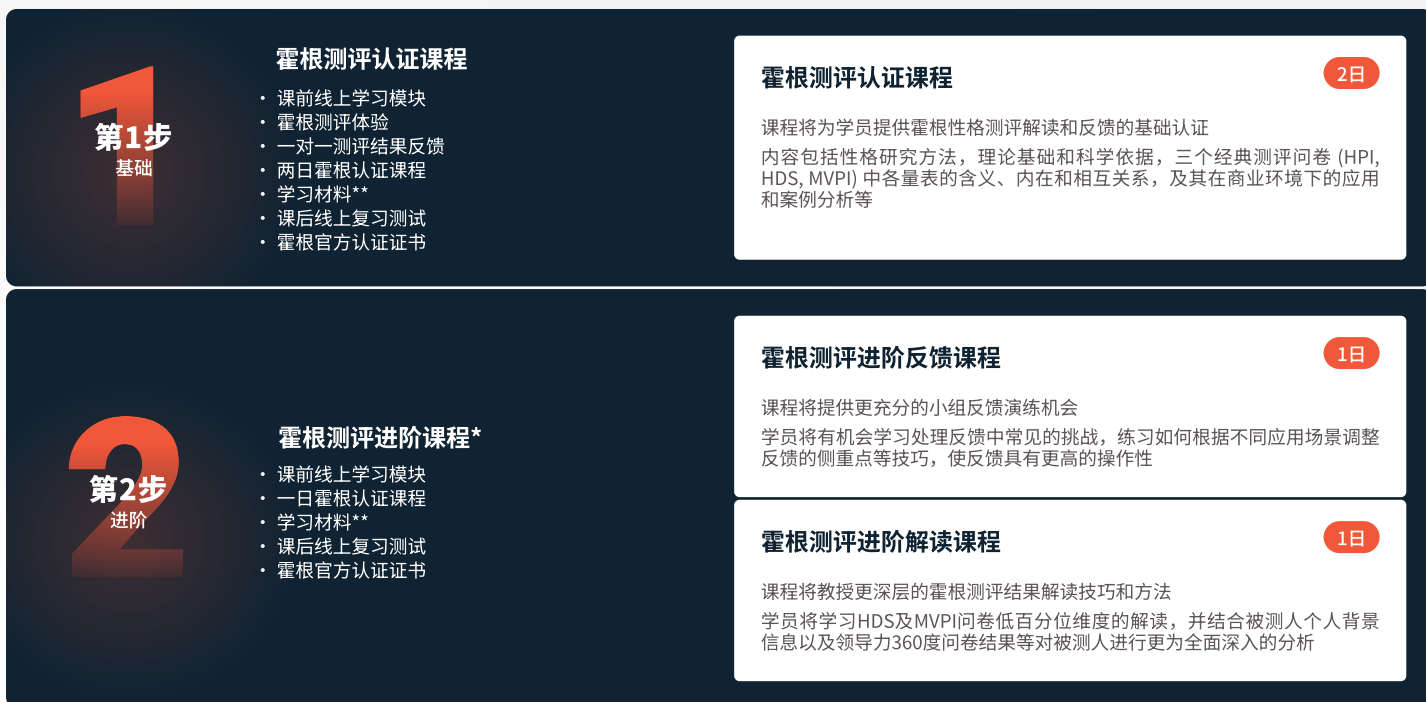 第1步
基础
霍根测评认证课程
• 课前线上学习模块
• 霍根测评体验
• 一对一测评结果反馈
• 两日霍根认证课程
• 学习材料**
• 课后线上复习测试
• 霍根官方认证证书
霍根测评认证课程
2日
课程将为学员提供霍根性格测评解读和反馈的基础认证
内容包括性格研究方法，理论基础和科学依据，三个经典测评问卷 (HPI,
HDS, MVPI) 中各量表的含义、内在和相互关系，及其在商业环境下的应用
和案例分析等
第2步
进阶
霍根测评进阶课程*
• 课前线上学习模块
• 一日霍根认证课程
• 学习材料**
• 课后线上复习测试
• 霍根官方认证证书
霍根测评进阶反馈课程
1日
课程将提供更充分的小组反馈演练机会
学员将有机会学习处理反馈中常见的挑战，练习如何根据不同应用场景调整
反馈的侧重点等技巧，使反馈具有更高的操作性
霍根测评进阶解读课程
1日
课程将教授更深层的霍根测评结果解读技巧和方法
学员将学习HDS及MVPI问卷低百分位维度的解读，并结合被测人个人背景
信息以及领导力360度问卷结果等对被测人进行更为全面深入的分析